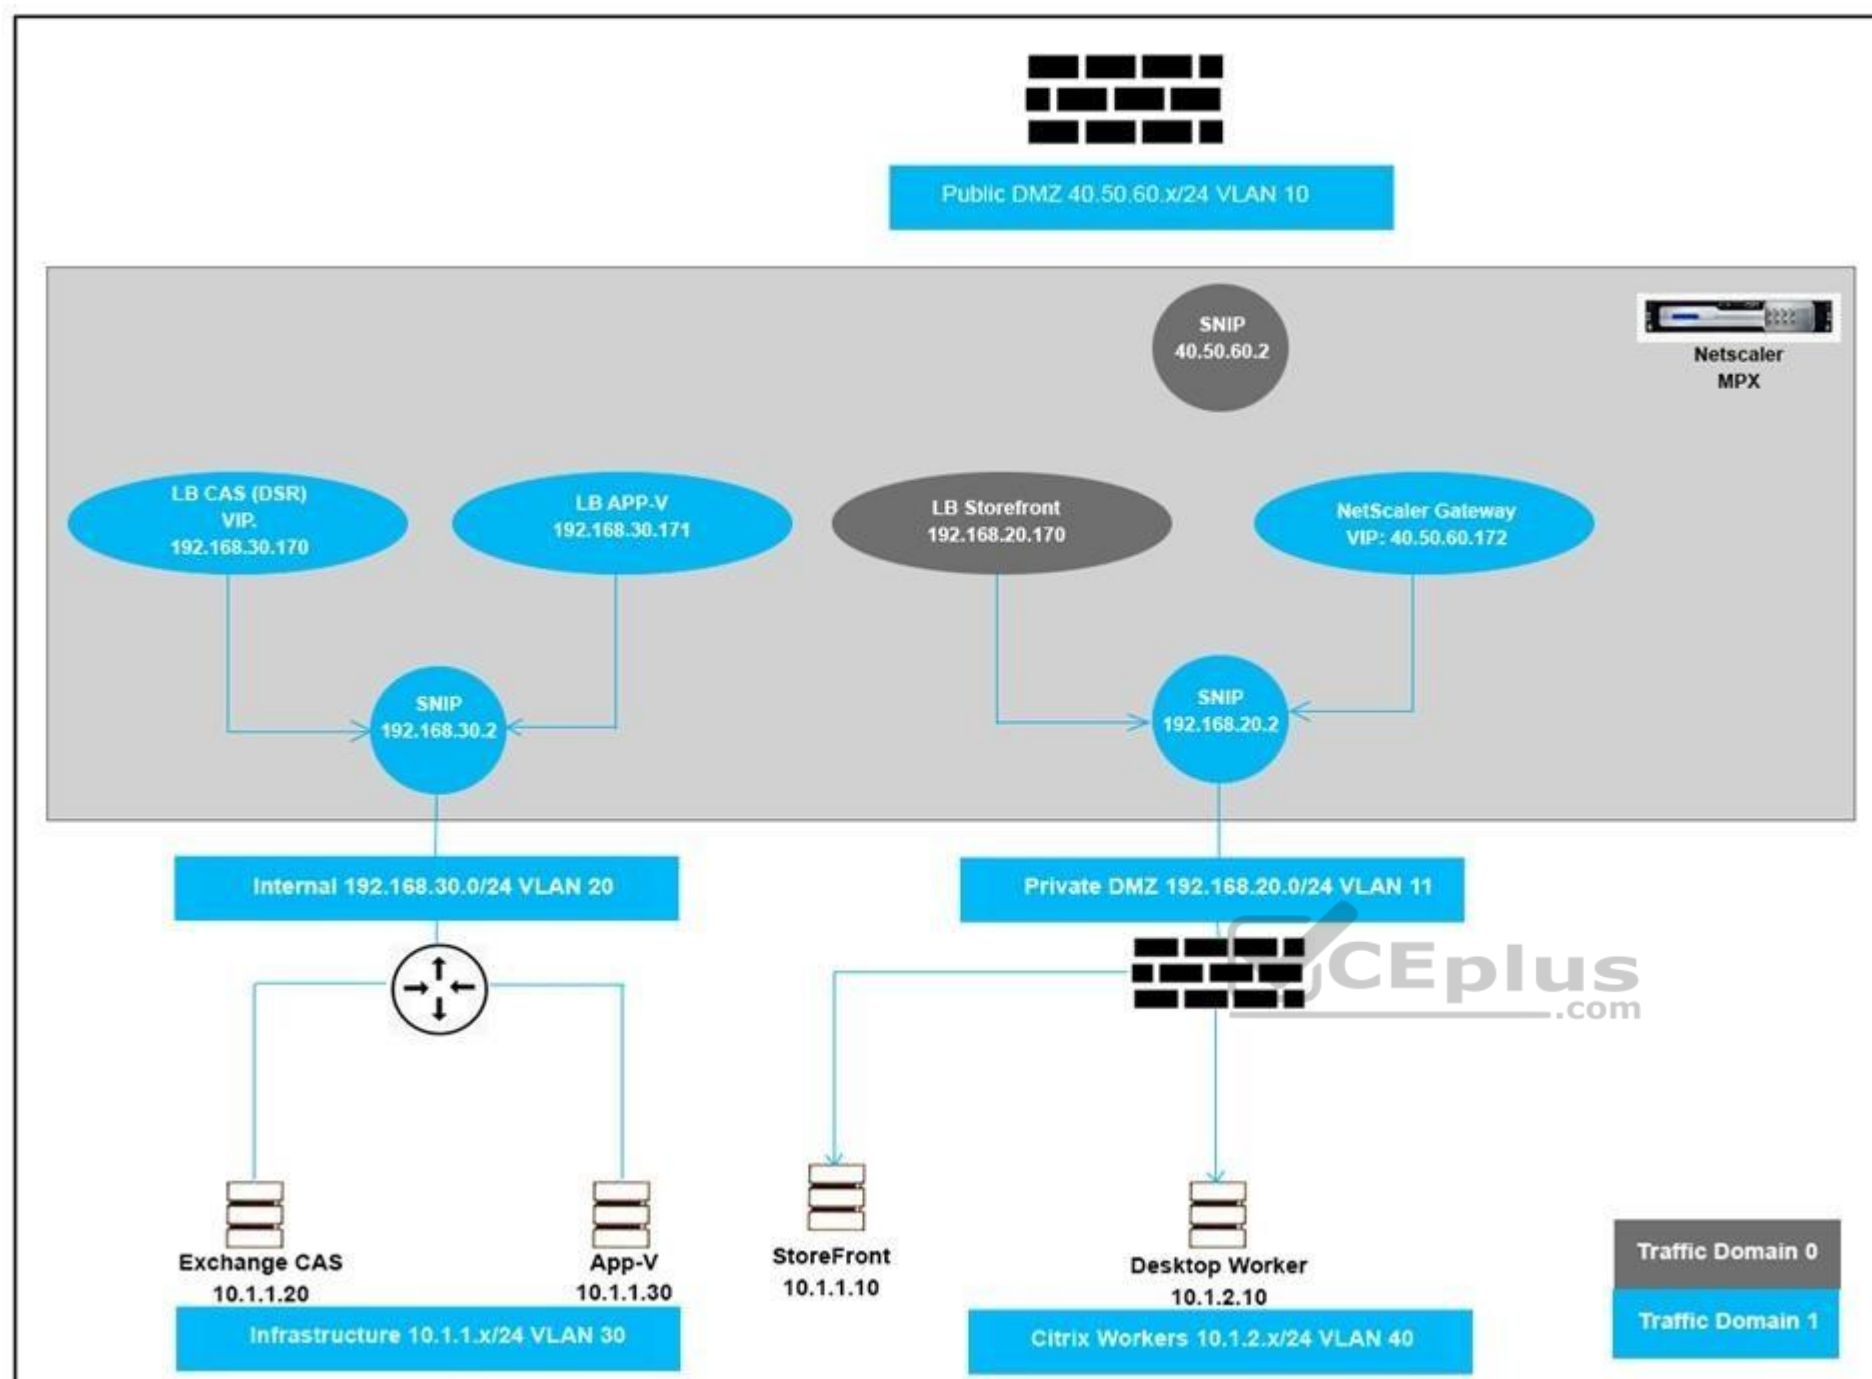 Public DMZ 40.50.60.x/24 VLAN 10
SNIP
40.50.60.2
Netscaler
MPX
LB CAS (DSR)
VIP.
192.168.30.170
LB APP-V
192.168.30.171
LB Storefront
192.168.20.170
NetScaler Gateway
VIP: 40.50.60.172
SNIP
192.168.30.2
SNIP
192.168.20.2
Internal 192.168.30.0/24 VLAN 20
Private DMZ 192.168.20.0/24 VLAN 11
CEplus
.com
Exchange CAS
10.1.1.20
App-V
10.1.1.30
StoreFront
10.1.1.10
Desktop Worker
10.1.2.10
Infrastructure 10.1.1.x/24 VLAN 30
Citrix Workers 10.1.2.x/24 VLAN 40
Traffic Domain 0
Traffic Domain 1